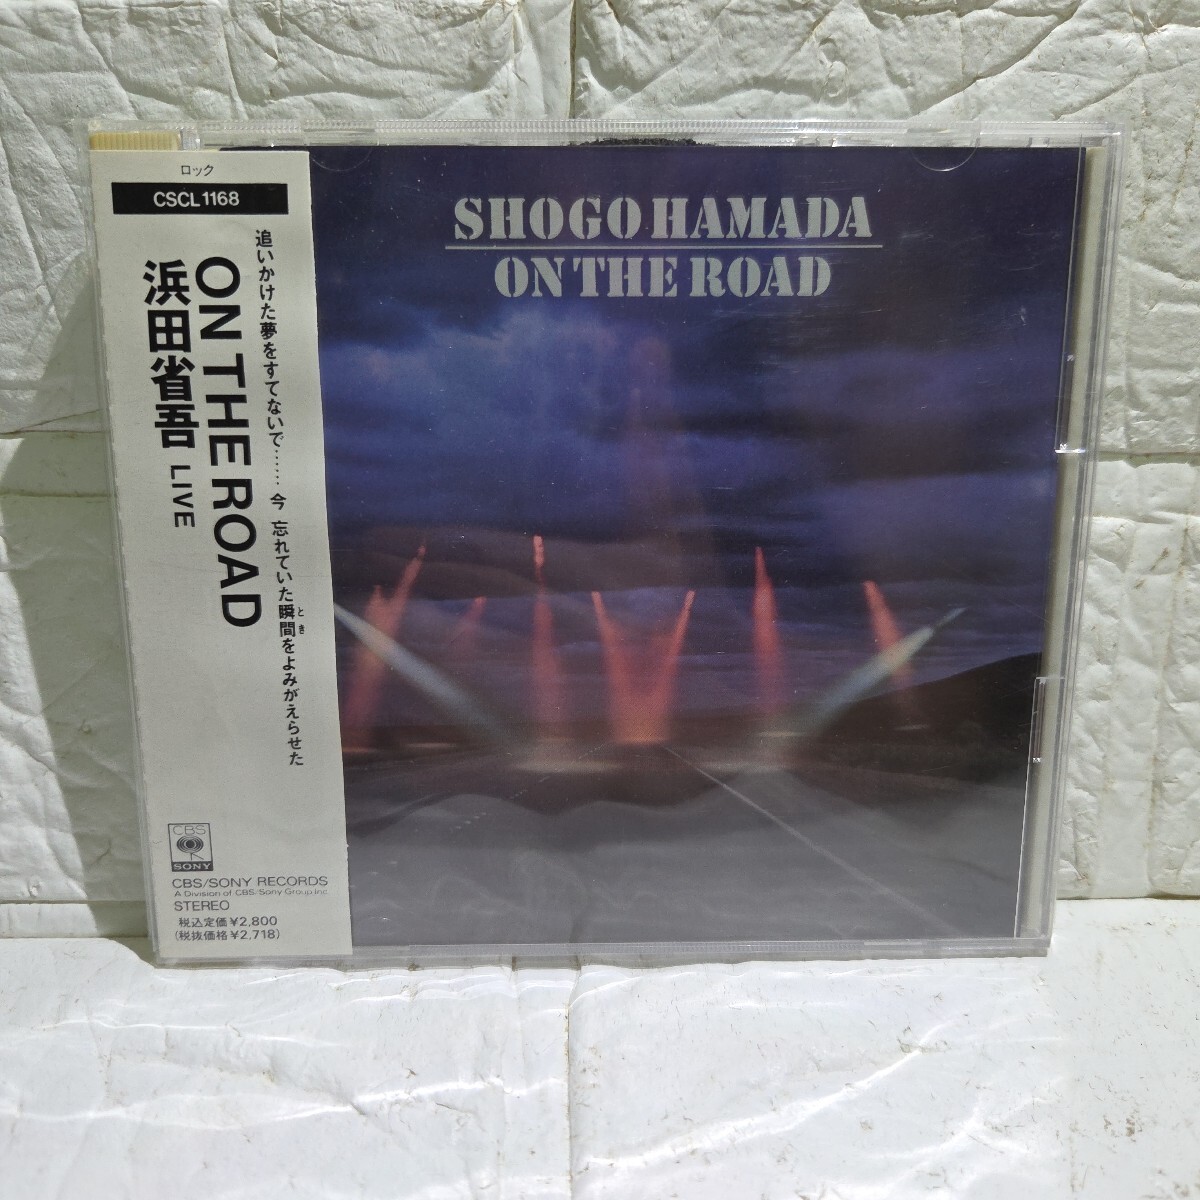 ロック
CSCL 1168
追いかけた夢をすてないで……今 忘れていた瞬間をよみがえらせた
とき
ON THE ROAD
浜田省吾 LIVE
CBS
SONY
CBS/SONY RECORDS
A Division of CBS/Sony Group Inc.
STEREO
税込定価¥2,800
(税抜価格¥2,718)
SHOGO HAMADA
ON THE ROAD